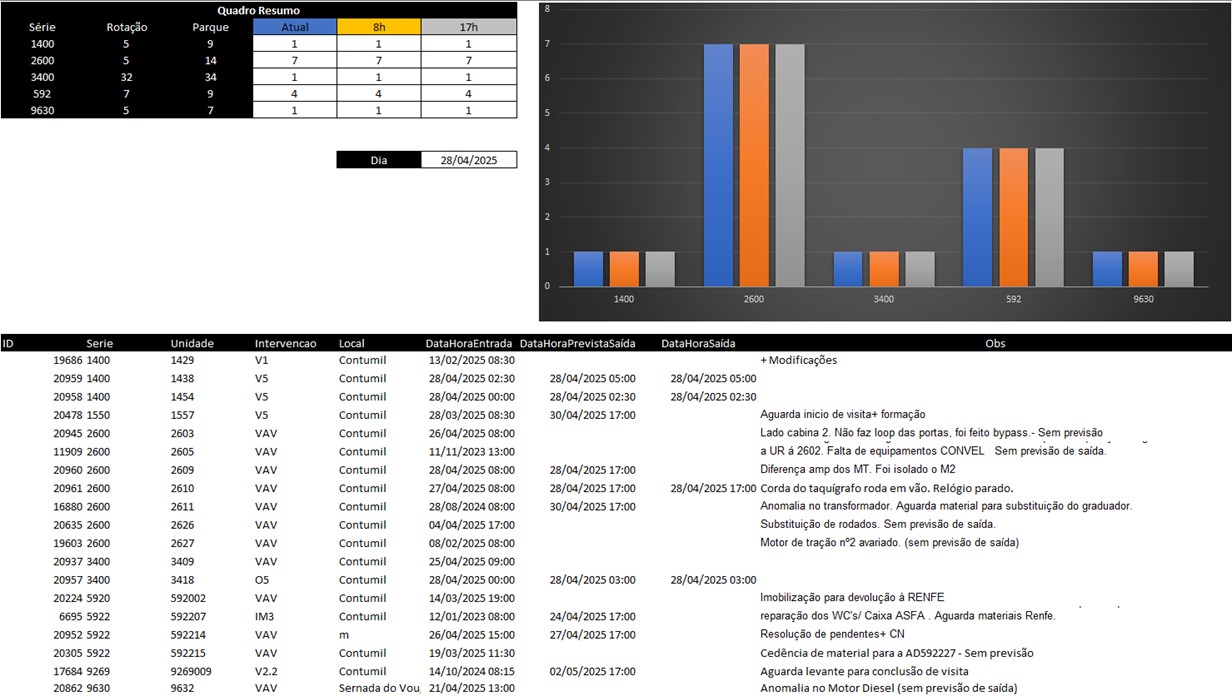 Quadro Resumo
Série Rotação Parque Atual 8h 17h
1400 5 9 1 1 1
2600 5 14 7 7 7
3400 32 34 1 1 1
592 7 9 4 4 4
9630 5 7 1 1 1
Dia 28/04/2025
8
7
6
5
4
3
2
1
0
1400 2600 3400 592 9630
ID Serie Unidade Intervencao Local DataHoraEntrada DataHoraPrevistaSaída DataHoraSaída Obs
19686 1400 1429 V1 Contumil 13/02/2025 08:30 + Modificações
20959 1400 1438 V5 Contumil 28/04/2025 02:30 28/04/2025 05:00 28/04/2025 05:00
20958 1400 1454 V5 Contumil 28/04/2025 00:00 28/04/2025 02:30 28/04/2025 02:30
20478 1550 1557 V5 Contumil 28/03/2025 08:30 30/04/2025 17:00 Aguarda inicio de visita+ formação
20945 2600 2603 VAV Contumil 26/04/2025 08:00 Lado cabina 2. Não faz loop das portas, foi feito bypass.- Sem previsão
11909 2600 2605 VAV Contumil 11/11/2023 13:00 a UR á 2602. Falta de equipamentos CONVEL Sem previsão de saída.
20960 2600 2609 VAV Contumil 28/04/2025 08:00 28/04/2025 17:00 Diferença amp dos MT. Foi isolado o M2
20961 2600 2610 VAV Contumil 27/04/2025 08:00 28/04/2025 17:00 28/04/2025 17:00 Corda do taquígrafo roda em vão. Relógio parado.
16880 2600 2611 VAV Contumil 28/08/2024 08:00 30/04/2025 17:00 Anomalia no transformador. Aguarda material para substituição do graduador.
20635 2600 2626 VAV Contumil 04/04/2025 17:00 Substituição de rodados. Sem previsão de saída.
19603 2600 2627 VAV Contumil 08/02/2025 08:00 Motor de tração nº2 avariado. (sem previsão de saída)
20937 3400 3409 VAV Contumil 25/04/2025 09:00
20957 3400 3418 O5 Contumil 28/04/2025 00:00 28/04/2025 03:00 28/04/2025 03:00
20224 5920 592002 VAV Contumil 14/03/2025 19:00 Imobilização para devolução à RENFE
6695 5922 592207 IM3 Contumil 12/01/2023 08:00 24/04/2025 17:00 reparação dos WC's/ Caixa ASFA . Aguarda materiais Renfe.
20952 5922 592214 VAV m 26/04/2025 15:00 27/04/2025 17:00 Resolução de pendentes+ CN
20305 5922 592215 VAV Contumil 19/03/2025 11:30 Cedência de material para a AD592227 - Sem previsão
17684 9269 9269009 V2.2 Contumil 14/10/2024 08:15 02/05/2025 17:00 Aguarda levante para conclusão de visita
20862 9630 9632 VAV Sernada do Vou 21/04/2025 13:00 Anomalia no Motor Diesel (sem previsão de saída)